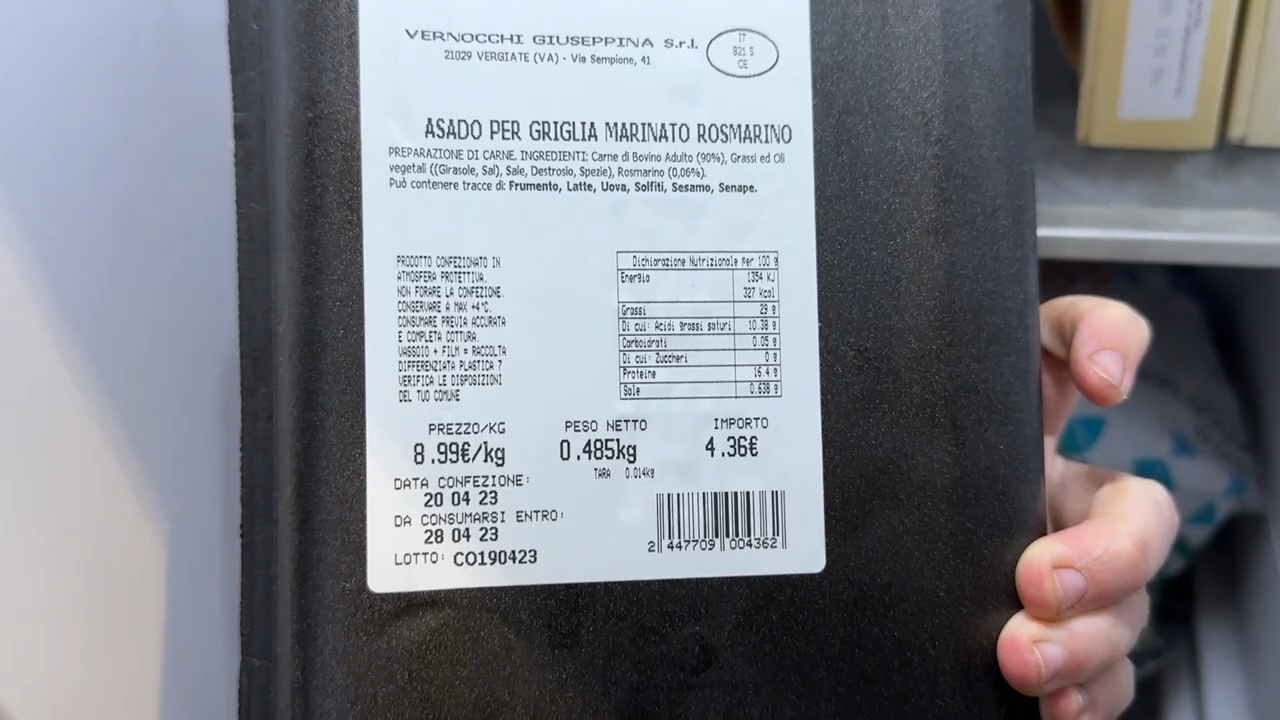 VERNOCCHI GIUSEPPINA S.r.l.
21029 VERGIATE (VA) - Via Sempione, 41
IT
821 S
CE
ASADO PER GRIGLIA MARINATO ROSMARINO
PREPARAZIONE DI CARNE. INGREDIENTI: Carne di Bovino Adulto (90%), Grassi ed Oli
vegetali ((Girasole, Sal), Sale, Destrosio, Spezie), Rosmarino (0,06%).
Può contenere tracce di: Frumento, Latte, Uova, Solfiti, Sesamo, Senape.
PRODOTTO CONFEZIONATO IN
ATMOSFERA PROTETTIVA.
NON FORARE LA CONFEZIONE.
CONSERVARE A MAX +4°C.
CONSUMARE PREVIA ACCURATA
E COMPLETA COTTURA.
VASSOIO + FILM = RACCOLTA
DIFFERENZIATA PLASTICA 7
VERIFICA LE DISPOSIZIONI
DEL TUO COMUNE
Dichiarazione Nutrizionale per 100 g
Energia 1354 KJ
327 Kcal
Grassi 29 g
Di cui: Acidi grassi saturi 10.38 g
Carboidrati 0.05 g
Di cui: Zuccheri 0 g
Proteine 16.4 g
Sale 0.638 g
PREZZO/KG PESO NETTO IMPORTO
8.99€/kg 0.485kg 4.36€
TARA 0.014kg
DATA CONFEZIONE:
20 04 23
DA CONSUMARSI ENTRO:
28 04 23
LOTTO: CO190423
2 447709 004362